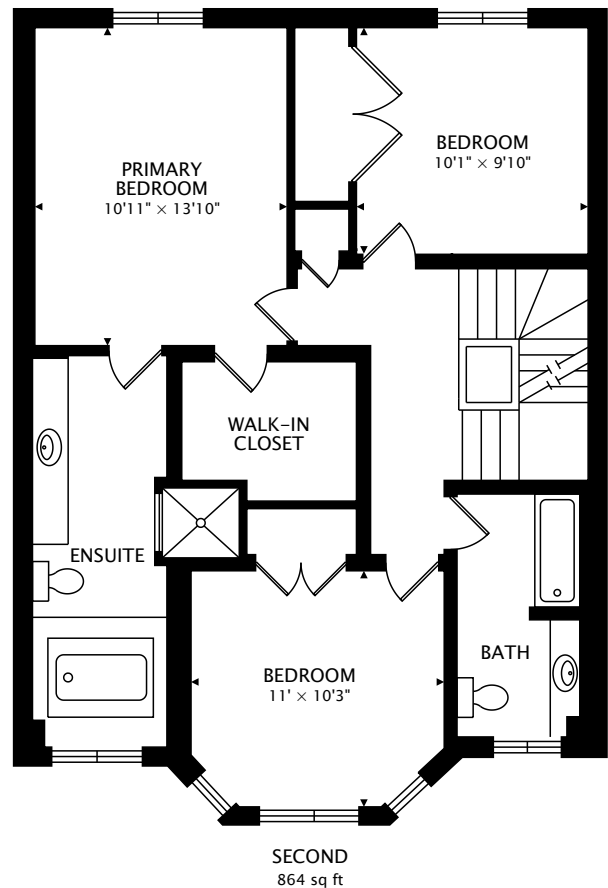 PRIMARY
BEDROOM
10'11" × 13'10"
BEDROOM
10'1" × 9'10"
WALK-IN
CLOSET
ENSUITE
BEDROOM
11' × 10'3"
BATH
SECOND
864 sq ft